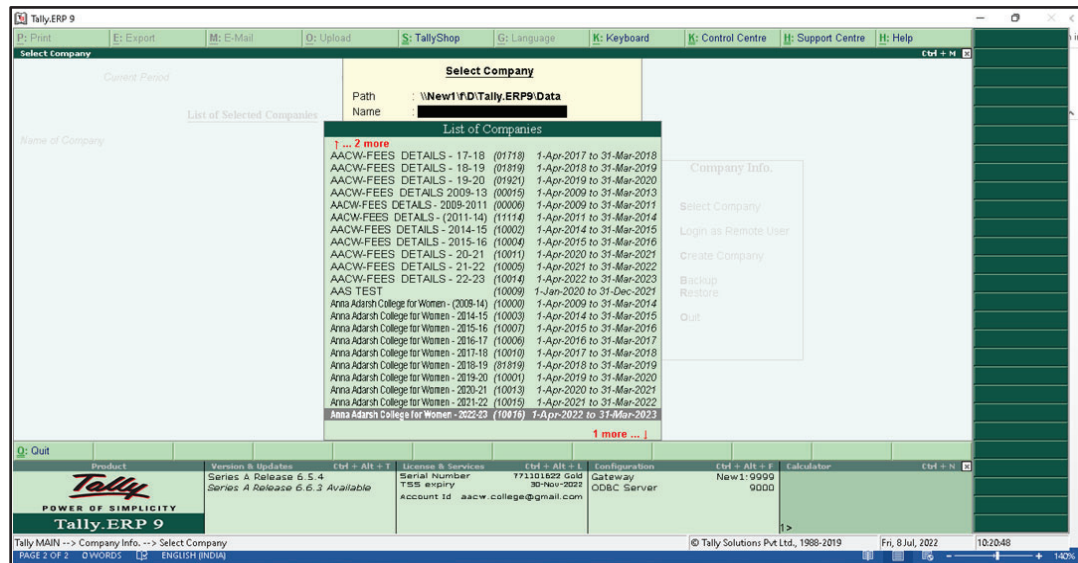 Tally.ERP 9
P: Print E: Export M: E-Mail O: Upload S: TallyShop G: Language K: Keyboard K: Control Centre H: Support Centre H: Help
Select Company Ctrl + M
Current Period
Select Company
Path : \\New1\f\D\Tally.ERP9\Data
Name :
List of Selected Companies
Name of Company
List of Companies
↑ ... 2 more
AACW-FEES DETAILS - 17-18 (01718) 1-Apr-2017 to 31-Mar-2018
AACW-FEES DETAILS - 18-19 (01819) 1-Apr-2018 to 31-Mar-2019
AACW-FEES DETAILS - 19-20 (01921) 1-Apr-2019 to 31-Mar-2020
AACW-FEES DETAILS 2009-13 (00015) 1-Apr-2009 to 31-Mar-2013
AACW-FEES DETAILS - 2009-2011 (00006) 1-Apr-2009 to 31-Mar-2011
AACW-FEES DETAILS - (2011-14) (11114) 1-Apr-2011 to 31-Mar-2014
AACW-FEES DETAILS - 2014-15 (10002) 1-Apr-2014 to 31-Mar-2015
AACW-FEES DETAILS - 2015-16 (10004) 1-Apr-2015 to 31-Mar-2016
AACW-FEES DETAILS - 20-21 (10011) 1-Apr-2020 to 31-Mar-2021
AACW-FEES DETAILS - 21-22 (10005) 1-Apr-2021 to 31-Mar-2022
AACW-FEES DETAILS - 22-23 (10014) 1-Apr-2022 to 31-Mar-2023
AAS TEST (10009) 1-Jan-2020 to 31-Dec-2021
Anna Adarsh College for Women - (2009-14) (10000) 1-Apr-2009 to 31-Mar-2014
Anna Adarsh College for Women - 2014-15 (10003) 1-Apr-2014 to 31-Mar-2015
Anna Adarsh College for Women - 2015-16 (10007) 1-Apr-2015 to 31-Mar-2016
Anna Adarsh College for Women - 2016-17 (10006) 1-Apr-2016 to 31-Mar-2017
Anna Adarsh College for Women - 2017-18 (10010) 1-Apr-2017 to 31-Mar-2018
Anna Adarsh College for Women - 2018-19 (81819) 1-Apr-2018 to 31-Mar-2019
Anna Adarsh College for Women - 2019-20 (10001) 1-Apr-2019 to 31-Mar-2020
Anna Adarsh College for Women - 2020-21 (10013) 1-Apr-2020 to 31-Mar-2021
Anna Adarsh College for Women - 2021-22 (10015) 1-Apr-2021 to 31-Mar-2022
Anna Adarsh College for Women - 2022-23 (10016) 1-Apr-2022 to 31-Mar-2023
1 more ... ↓
Company Info.
Select Company
Login as Remote User
Create Company
Backup
Restore
Quit
Q: Quit
Product Version & Updates Ctrl + Alt + T License & Services Ctrl + Alt + L Configuration Ctrl + Alt + F Calculator Ctrl + N
Tally
POWER OF SIMPLICITY
Tally.ERP 9
Series A Release 6.5.4
Series A Release 6.6.3 Available
Serial Number 771101622 Gold
TSS expiry 30-Nov-2022
Account Id aacw.college@gmail.com
Gateway New1:9999
ODBC Server 9000
1>
Tally MAIN --> Company Info. --> Select Company © Tally Solutions Pvt Ltd., 1988-2019 Fri, 8 Jul, 2022 10:20:48
PAGE 2 OF 2 0 WORDS ENGLISH (INDIA) 140%